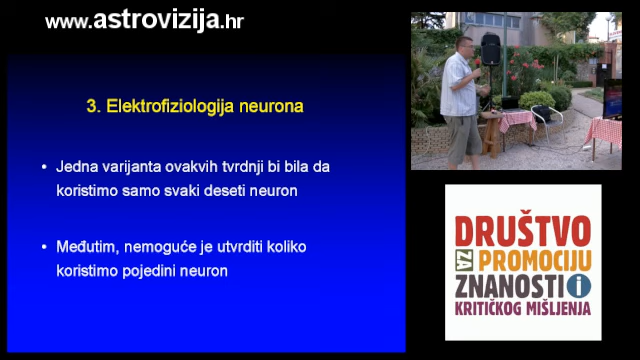 www.astrovizija.hr
3. Elektrofiziologija neurona
• Jedna varijanta ovakvih tvrdnji bi bila da
koristimo samo svaki deseti neuron
• Međutim, nemoguće je utvrditi koliko
koristimo pojedini neuron
DRUŠTVO
ZA PROMOCIJU
ZNANOSTI i
KRITIČKOG MIŠLJENJA